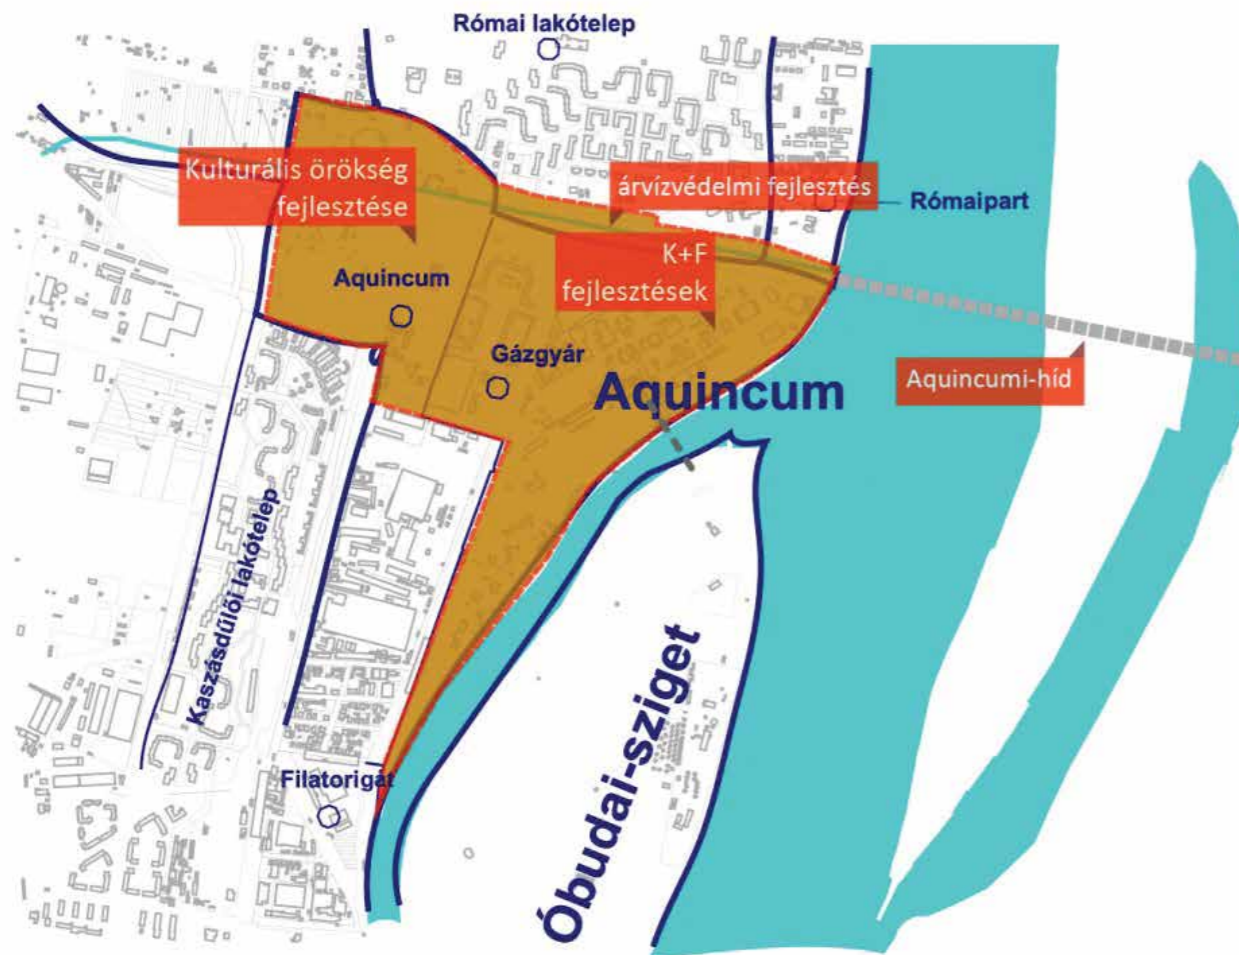 Római lakótelep
Kulturális örökség
fejlesztése
árvízvédelmi fejlesztés
Rómaipart
K+F
fejlesztések
Aquincum
Gázgyár
Aquincum
Aquincumi-híd
Kaszásdűlői lakótelep
Óbudai-sziget
Filatorigát